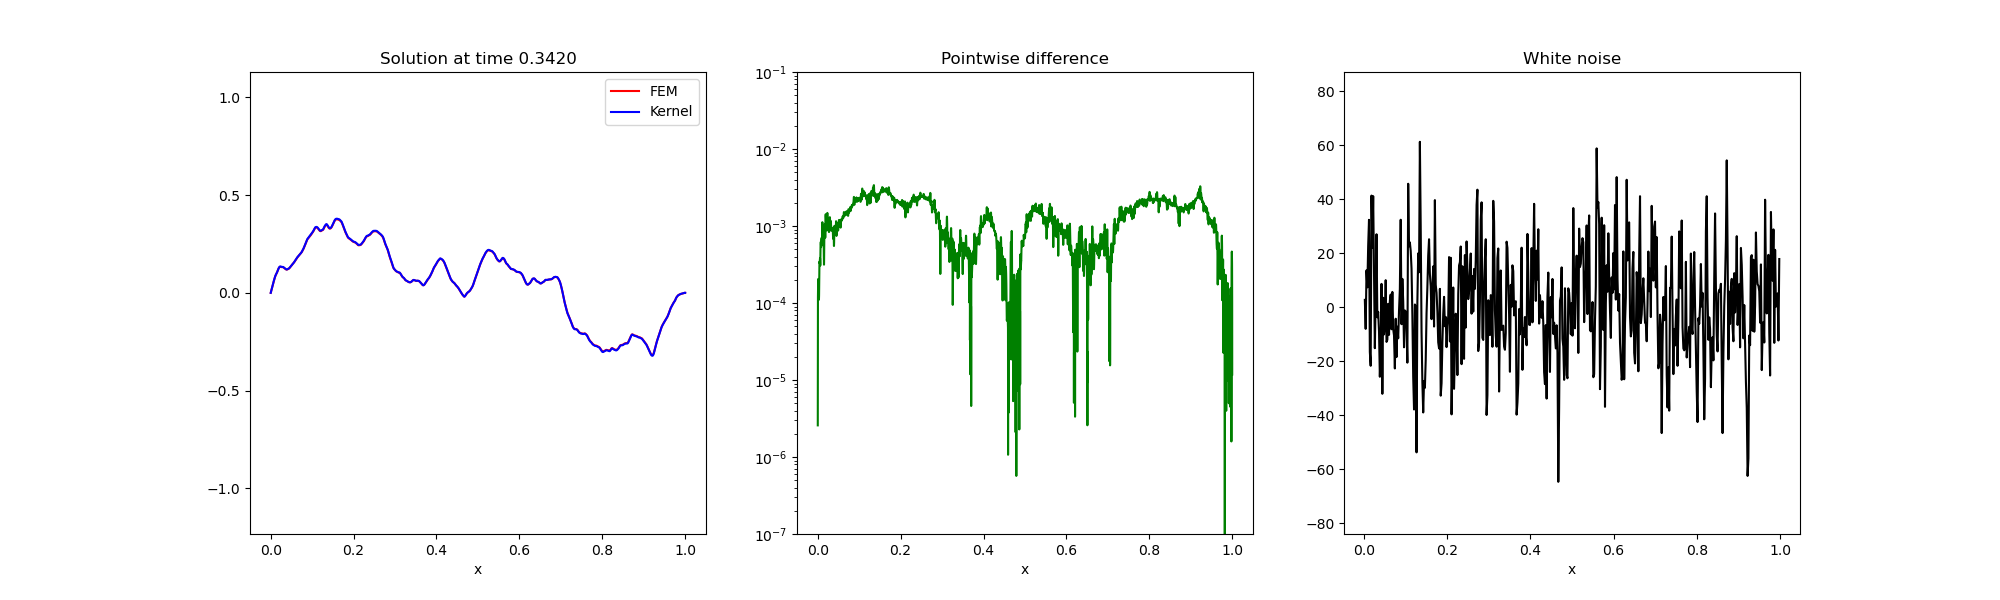 Solution at time 0.3420
FEM
Kernel
1.0
0.5
0.0
−0.5
−1.0
0.0 0.2 0.4 0.6 0.8 1.0
x
Pointwise difference
10⁻¹
10⁻²
10⁻³
10⁻⁴
10⁻⁵
10⁻⁶
10⁻⁷
0.0 0.2 0.4 0.6 0.8 1.0
x
White noise
80
60
40
20
0
−20
−40
−60
−80
0.0 0.2 0.4 0.6 0.8 1.0
x